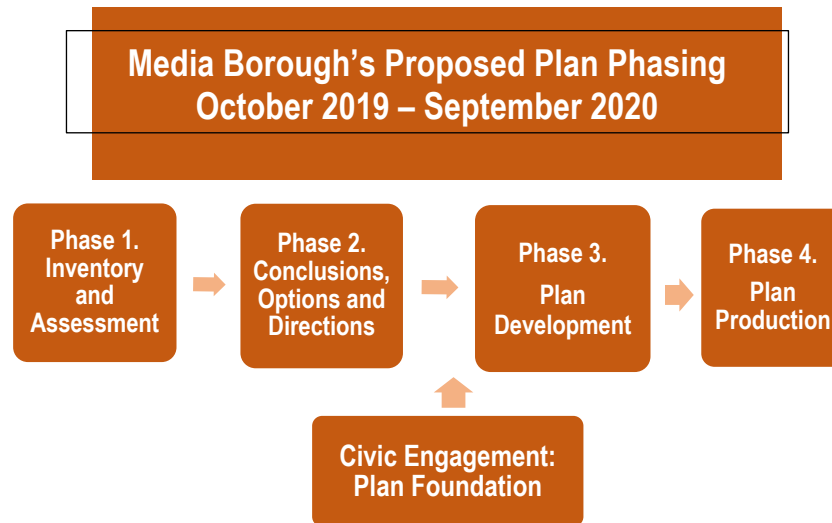 Media Borough’s Proposed Plan Phasing
October 2019 – September 2020
Phase 1.
Inventory
and
Assessment
Phase 2.
Conclusions,
Options and
Directions
Phase 3.
Plan
Development
Phase 4.
Plan
Production
Civic Engagement:
Plan Foundation